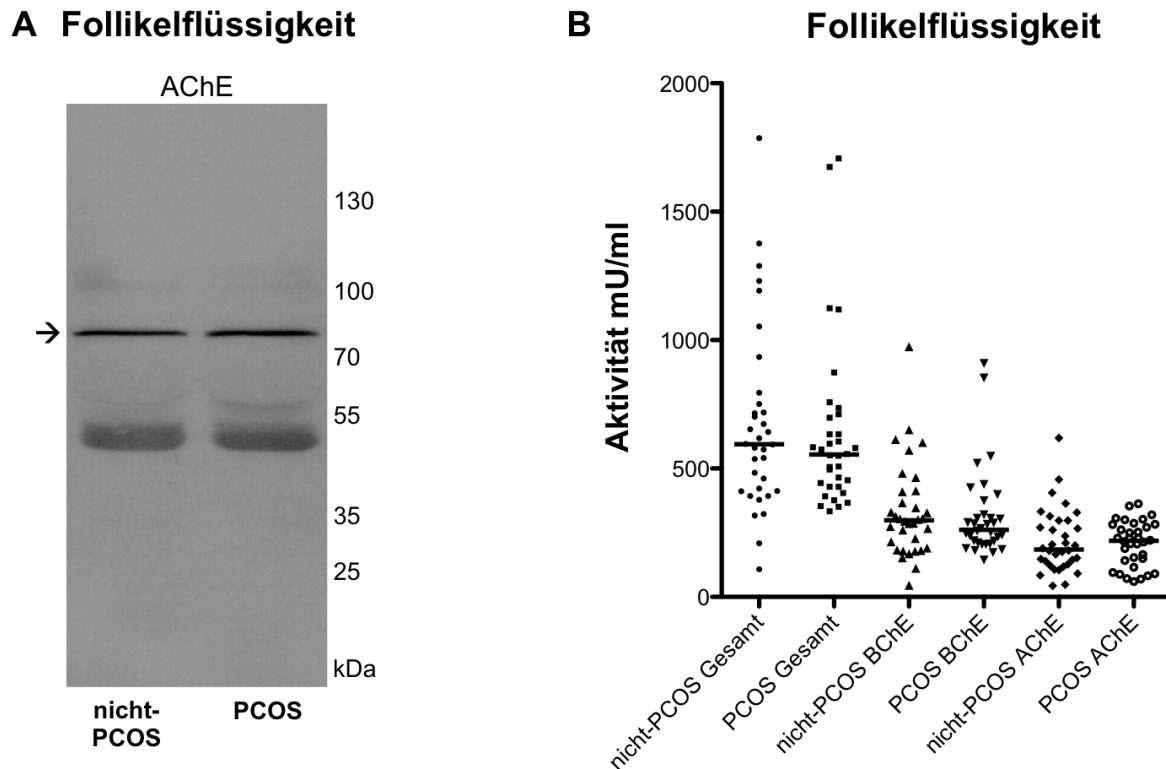 A Follikelflüssigkeit
AChE
130
100
→
70
55
35
25
kDa
nicht-
PCOS
PCOS
B Follikelflüssigkeit
Aktivität mU/ml
2000
1500
1000
500
0
nicht-PCOS Gesamt
PCOS Gesamt
nicht-PCOS BChE
PCOS BChE
nicht-PCOS AChE
PCOS AChE